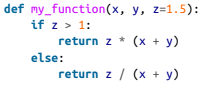 def my_function(x, y, z=1.5):
    if z > 1:
        return z * (x + y)
    else:
        return z / (x + y)